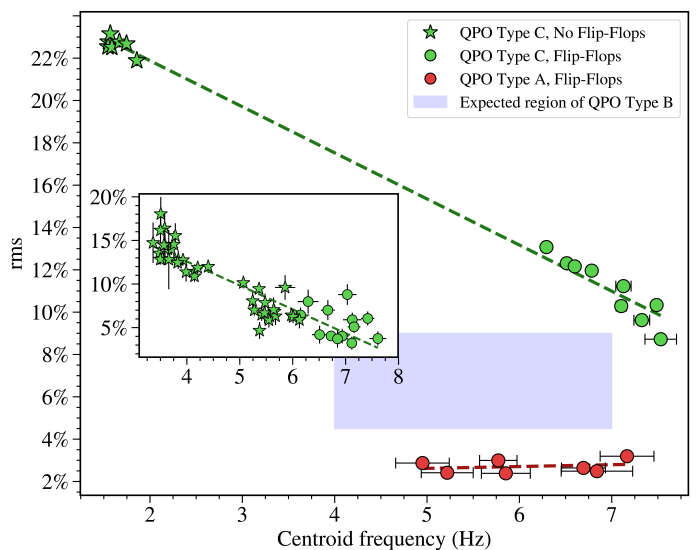 QPO Type C, No Flip-Flops
QPO Type C, Flip-Flops
QPO Type A, Flip-Flops
Expected region of QPO Type B
22%
20%
18%
16%
14%
12%
10%
8%
6%
4%
2%
rms
20%
15%
10%
5%
4 5 6 7 8
2 3 4 5 6 7
Centroid frequency (Hz)